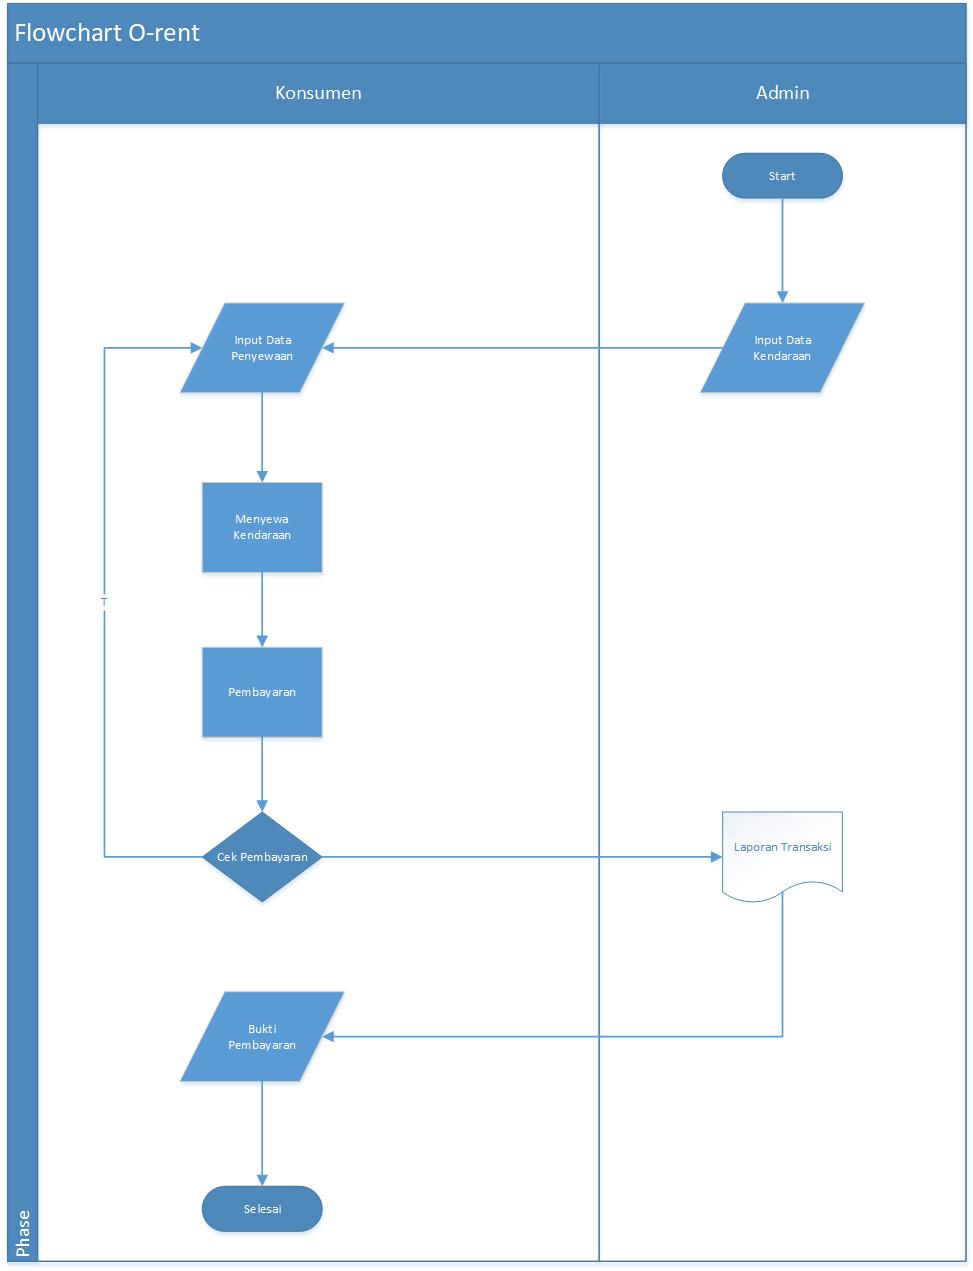 Flowchart O-rent
Konsumen
Admin
Start
Input Data
Kendaraan
Input Data
Penyewaan
Menyewa
Kendaraan
T
Pembayaran
Cek Pembayaran
Laporan Transaksi
Bukti
Pembayaran
Selesai
Phase